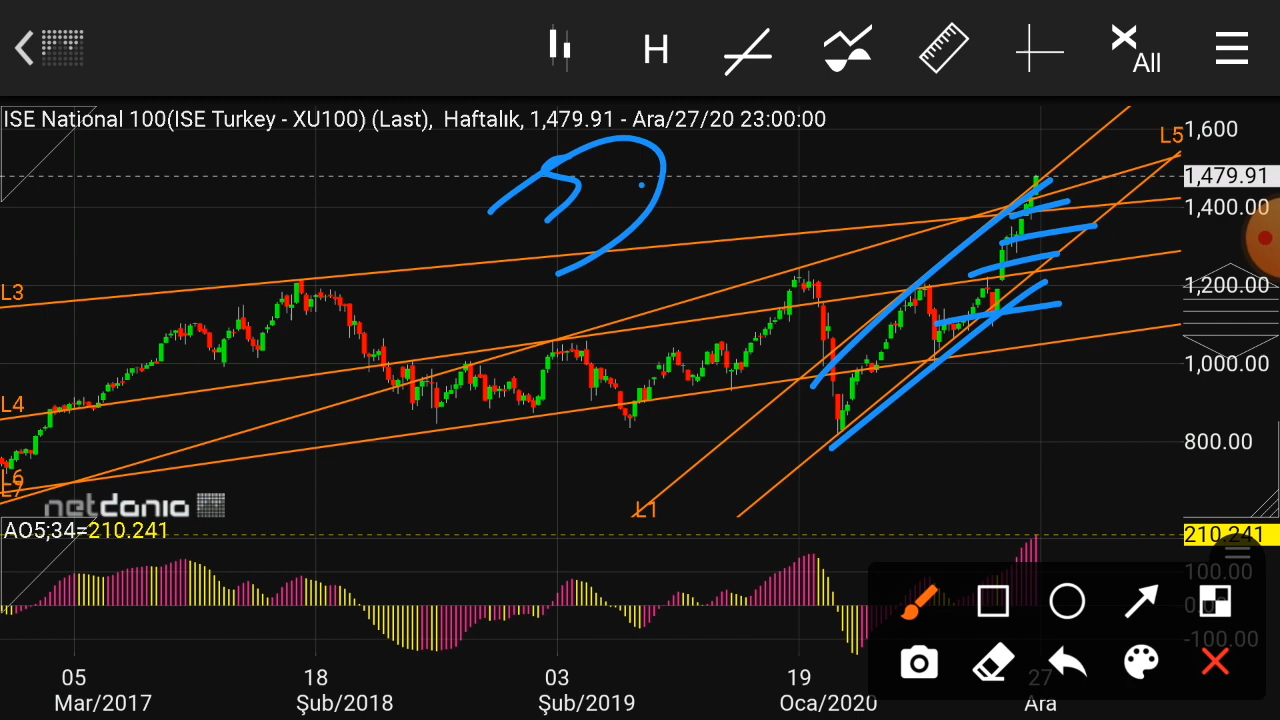 H
All
ISE National 100(ISE Turkey - XU100) (Last), Haftalık, 1,479.91 - Ara/27/20 23:00:00
L5
1,600
1,479.91
1,400.00
L3
1,200.00
1,000.00
L4
800.00
L6
L7
netdania
L1
AO5;34=210.241
210.241
100.00
0.00
-100.00
05
18
03
19
27
Mar/2017
Şub/2018
Şub/2019
Oca/2020
Ara